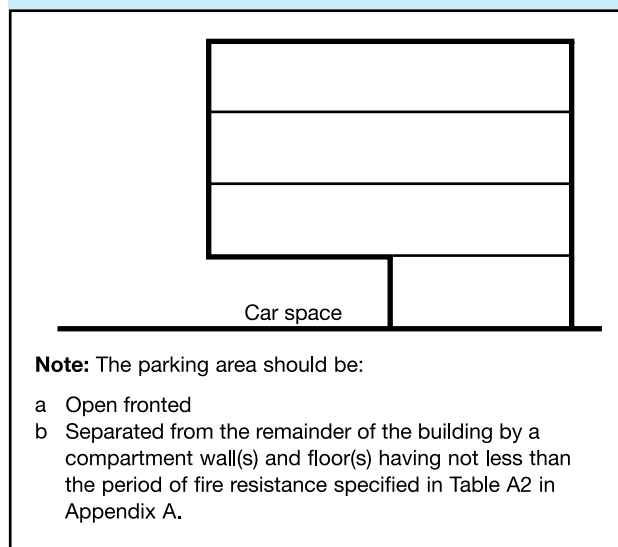 Car space
Note: The parking area should be:
a Open fronted
b Separated from the remainder of the building by a
compartment wall(s) and floor(s) having not less than
the period of fire resistance specified in Table A2 in
Appendix A.